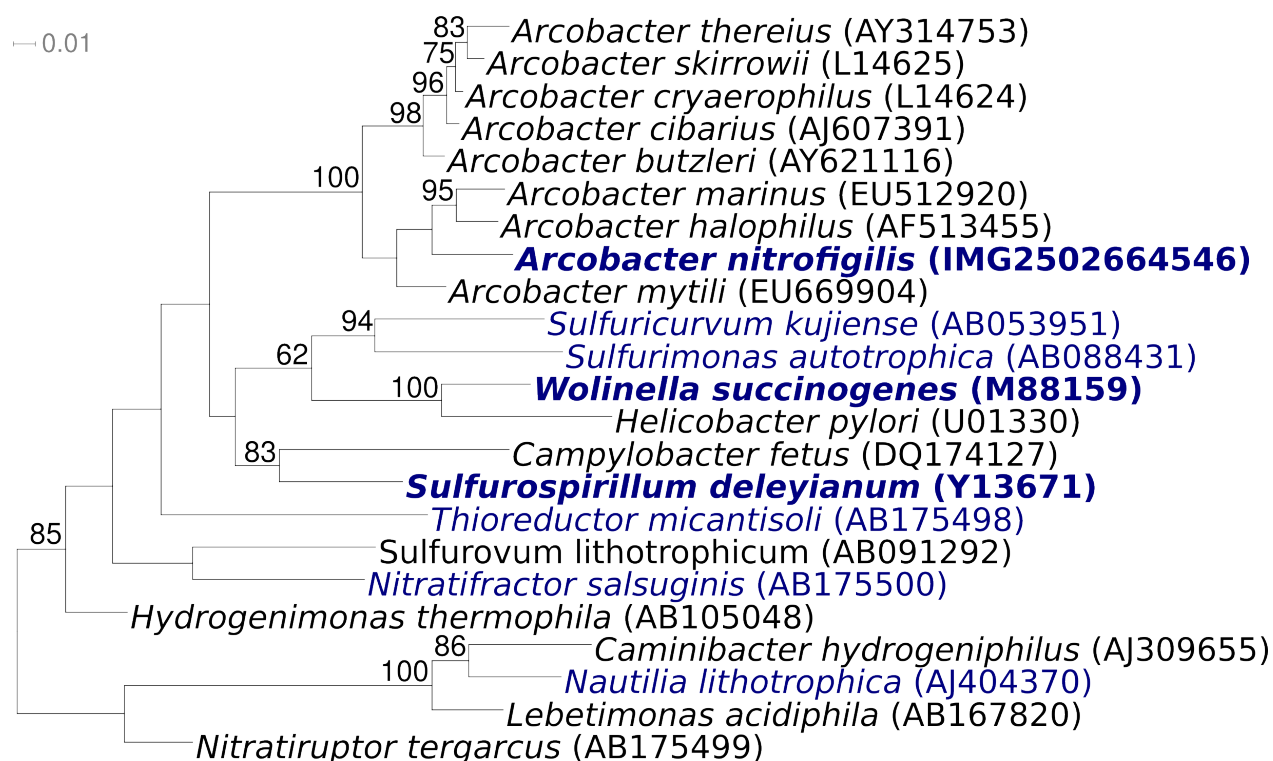 0.01
83
Arcobacter thereius (AY314753)
75
Arcobacter skirrowii (L14625)
96
Arcobacter cryaerophilus (L14624)
98
Arcobacter cibarius (AJ607391)
Arcobacter butzleri (AY621116)
100
95
Arcobacter marinus (EU512920)
Arcobacter halophilus (AF513455)
Arcobacter nitrofigilis (IMG2502664546)
Arcobacter mytili (EU669904)
94
Sulfuricurvum kujiense (AB053951)
62
Sulfurimonas autotrophica (AB088431)
100
Wolinella succinogenes (M88159)
Helicobacter pylori (U01330)
83
Campylobacter fetus (DQ174127)
Sulfurospirillum deleyianum (Y13671)
Thioreductor micantisoli (AB175498)
85
Sulfurovum lithotrophicum (AB091292)
Nitratifractor salsuginis (AB175500)
Hydrogenimonas thermophila (AB105048)
86
Caminibacter hydrogeniphilus (AJ309655)
100
Nautilia lithotrophica (AJ404370)
Lebetimonas acidiphila (AB167820)
Nitratiruptor tergarcus (AB175499)